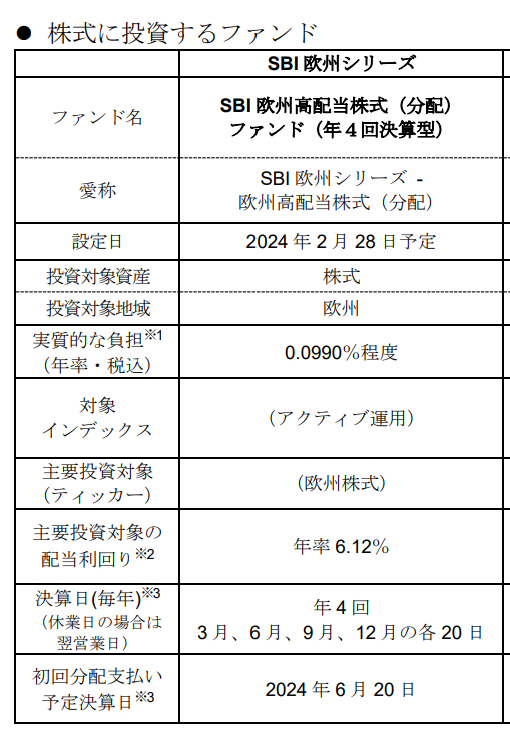 ● 株式に投資するファンド
SBI 欧州シリーズ
ファンド名
SBI 欧州高配当株式（分配）
ファンド（年４回決算型）
愛称
SBI 欧州シリーズ -
欧州高配当株式（分配）
設定日
2024 年 2 月 28 日予定
投資対象資産
株式
投資対象地域
欧州
実質的な負担※1
（年率・税込）
0.0990％程度
対象
インデックス
（アクティブ運用）
主要投資対象
（ティッカー）
（欧州株式）
主要投資対象の
配当利回り※2
年率 6.12％
決算日(毎年)※3
（休業日の場合は
翌営業日）
年 4 回
3 月、6 月、9 月、12 月の各 20 日
初回分配支払い
予定決算日※3
2024 年 6 月 20 日